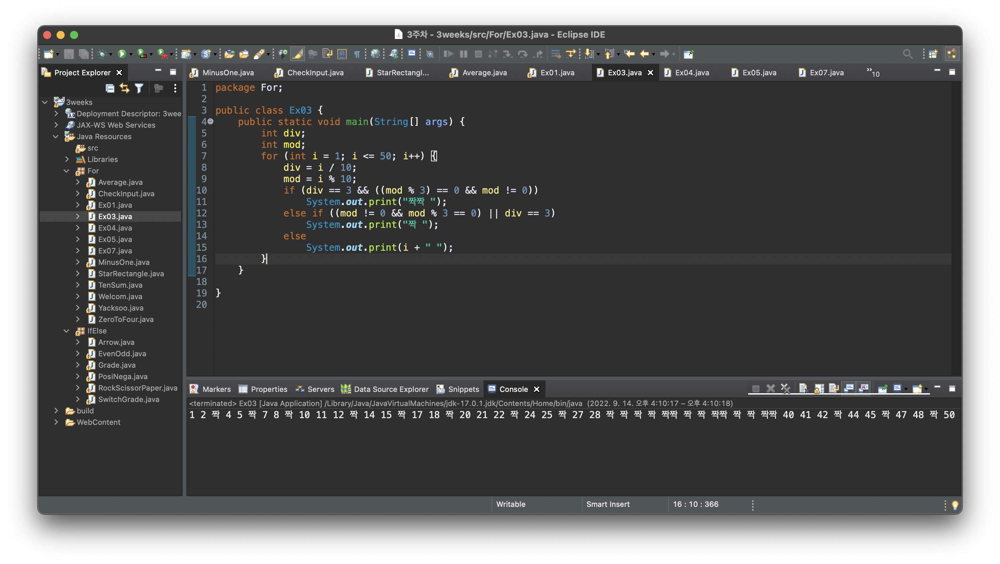 3주차 - 3weeks/src/For/Ex03.java - Eclipse IDE
Project Explorer
MinusOne.java CheckInput.java StarRectangl... Average.java Ex01.java Ex03.java Ex04.java Ex05.java Ex07.java »10
3weeks
Deployment Descriptor: 3wee
JAX-WS Web Services
Java Resources
src
Libraries
For
Average.java
CheckInput.java
Ex01.java
Ex03.java
Ex04.java
Ex05.java
Ex07.java
MinusOne.java
StarRectangle.java
TenSum.java
Welcom.java
Yacksoo.java
ZeroToFour.java
IfElse
Arrow.java
EvenOdd.java
Grade.java
PosiNega.java
RockScissorPaper.java
SwitchGrade.java
build
WebContent
1 package For;
2
3 public class Ex03 {
4 public static void main(String[] args) {
5 int div;
6 int mod;
7 for (int i = 1; i <= 50; i++) {
8 div = i / 10;
9 mod = i % 10;
10 if (div == 3 && ((mod % 3) == 0 && mod != 0))
11 System.out.print("짝짝 ");
12 else if ((mod != 0 && mod % 3 == 0) || div == 3)
13 System.out.print("짝 ");
14 else
15 System.out.print(i + " ");
16 }
17 }
18
19 }
20
Markers Properties Servers Data Source Explorer Snippets Console
<terminated> Ex03 [Java Application] /Library/Java/JavaVirtualMachines/jdk-17.0.1.jdk/Contents/Home/bin/java (2022. 9. 14. 오후 4:10:17 – 오후 4:10:18)
1 2 짝 4 5 짝 7 8 짝 10 11 12 짝 14 15 짝 17 18 짝 20 21 22 짝 24 25 짝 27 28 짝 짝 짝 짝 짝짝 짝 짝 짝짝 짝 짝 짝짝 40 41 42 짝 44 45 짝 47 48 짝 50
Writable Smart Insert 16 : 10 : 366